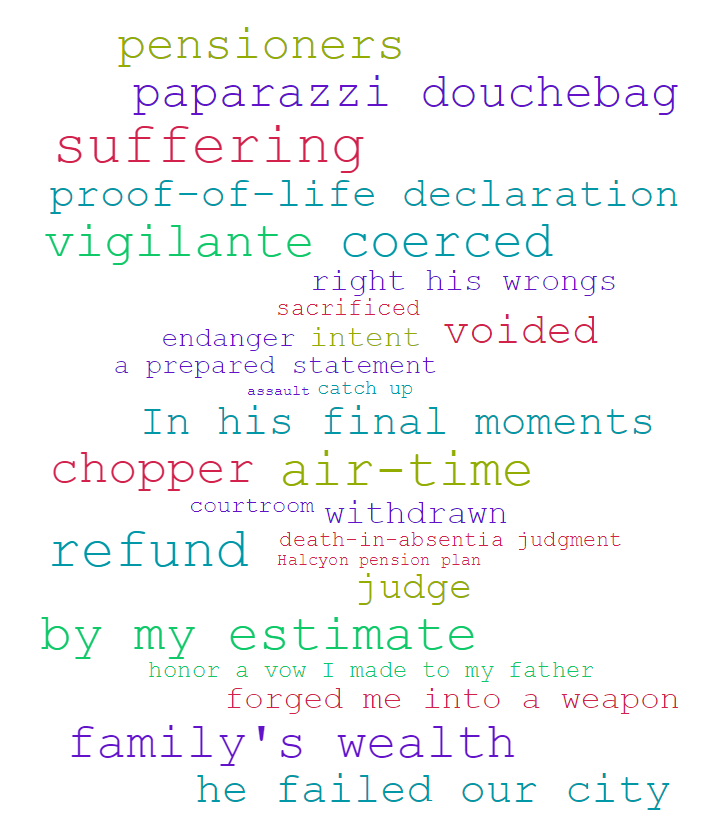 pensioners
paparazzi douchebag
suffering
proof-of-life declaration
vigilante coerced
right his wrongs
sacrificed
endanger intent voided
a prepared statement
assault catch up
In his final moments
chopper air-time
courtroom withdrawn
refund death-in-absentia judgment
Halcyon pension plan
judge
by my estimate
honor a vow I made to my father
forged me into a weapon
family's wealth
he failed our city